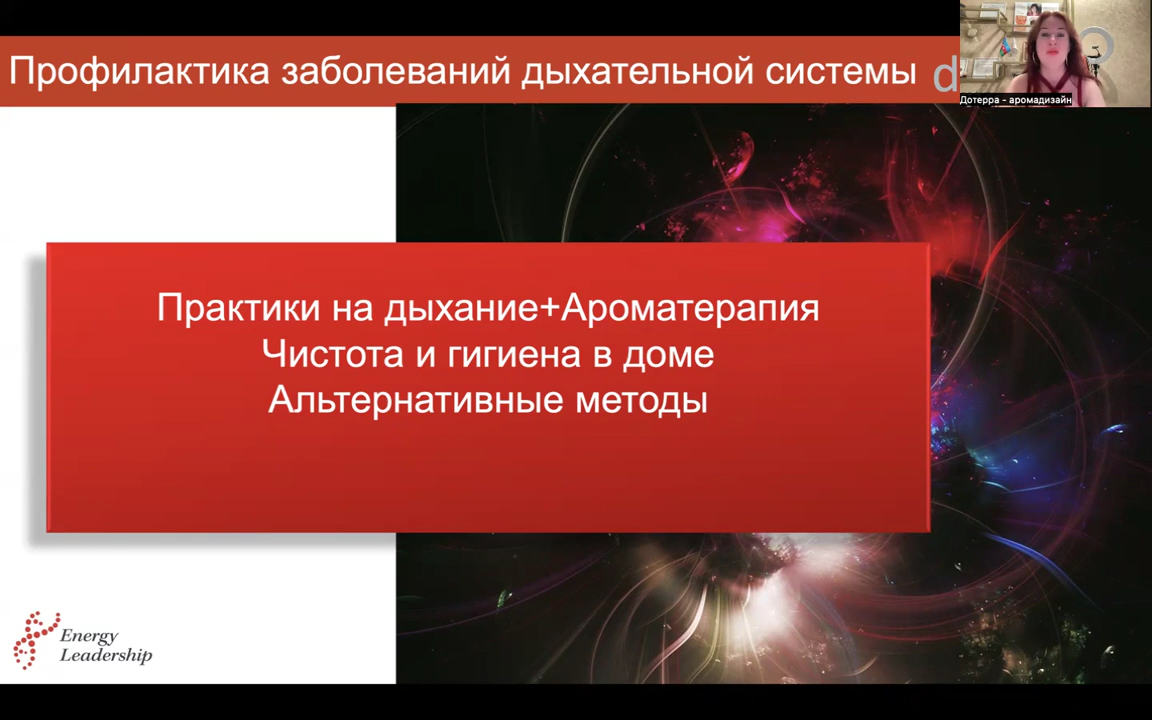 Профилактика заболеваний дыхательной системы
d
Дотерра - аромадизайн
Практики на дыхание+Ароматерапия
Чистота и гигиена в доме
Альтернативные методы
Energy
Leadership